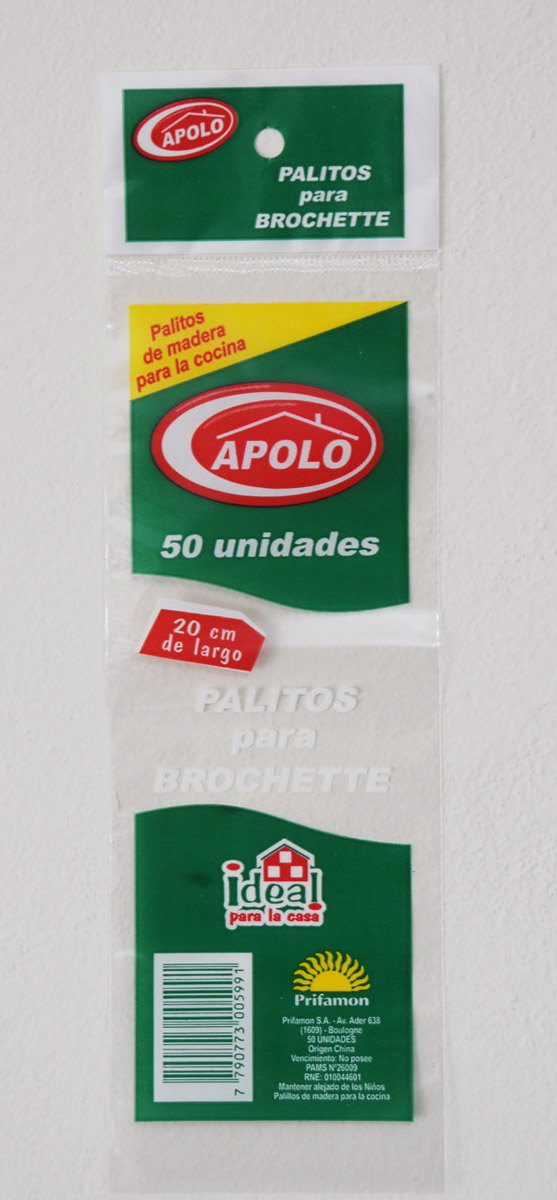 APOLO
PALITOS
para
BROCHETTE
Palitos
de madera
para la cocina
APOLO
50 unidades
20 cm
de largo
PALITOS
para
BROCHETTE
ideal
para la casa
7 790773 005991
Prifamon
Prifamon S.A. - Av. Ader 638
(1609) - Boulogne
50 UNIDADES
Origen China
Vencimiento: No posee
PAMS N°26009
RNE: 010044601
Mantener alejado de los Niños
Palillos de madera para la cocina